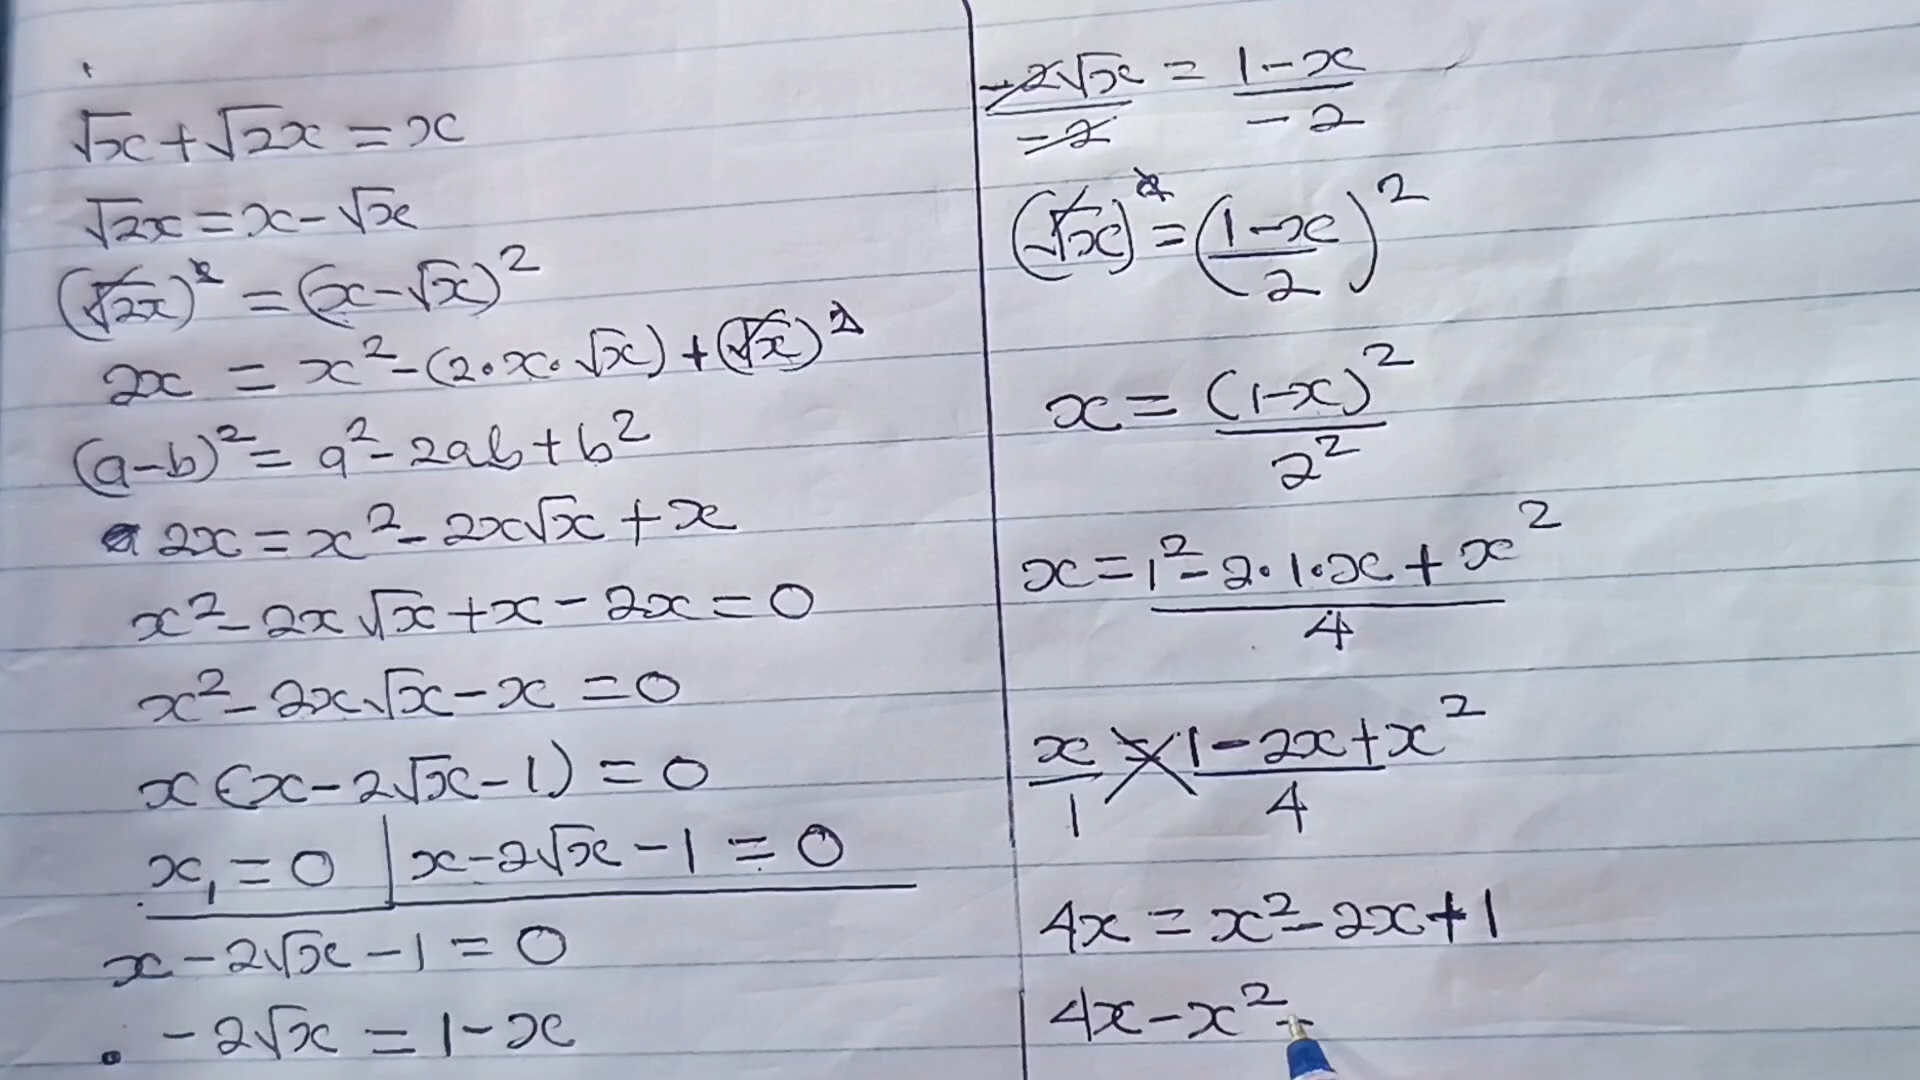 √x + √2x = x
√2x = x - √x
(√2x)² = (x - √x)²
2x = x² - (2·x·√x) + (√x)²
(a-b)² = a² - 2ab + b²
2x = x² - 2x√x + x
x² - 2x√x + x - 2x = 0
x² - 2x√x - x = 0
x(x - 2√x - 1) = 0
x₁ = 0 | x - 2√x - 1 = 0
x - 2√x - 1 = 0
-2√x = 1 - x
-2√x/-2 = (1-x)/-2
(√x)² = ((1-x)/2)²
x = (1-x)²/2²
x = (1² - 2·1·x + x²)/4
x/1 = (1 - 2x + x²)/4
4x = x² - 2x + 1
4x - x²